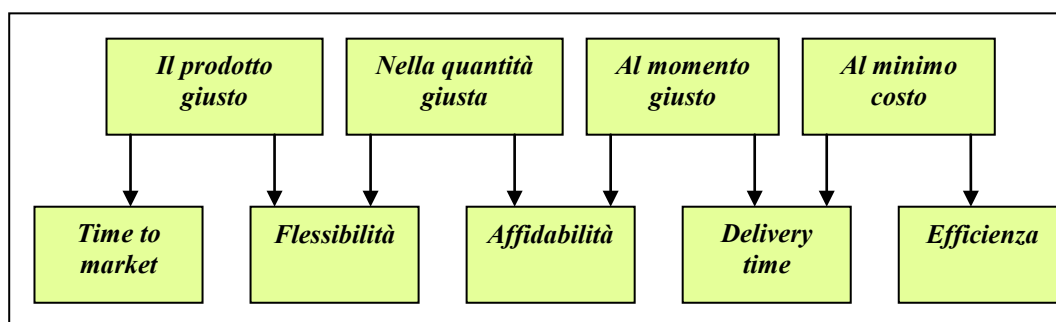 Il prodotto
giusto
Nella quantità
giusta
Al momento
giusto
Al minimo
costo
Time to
market
Flessibilità
Affidabilità
Delivery
time
Efficienza